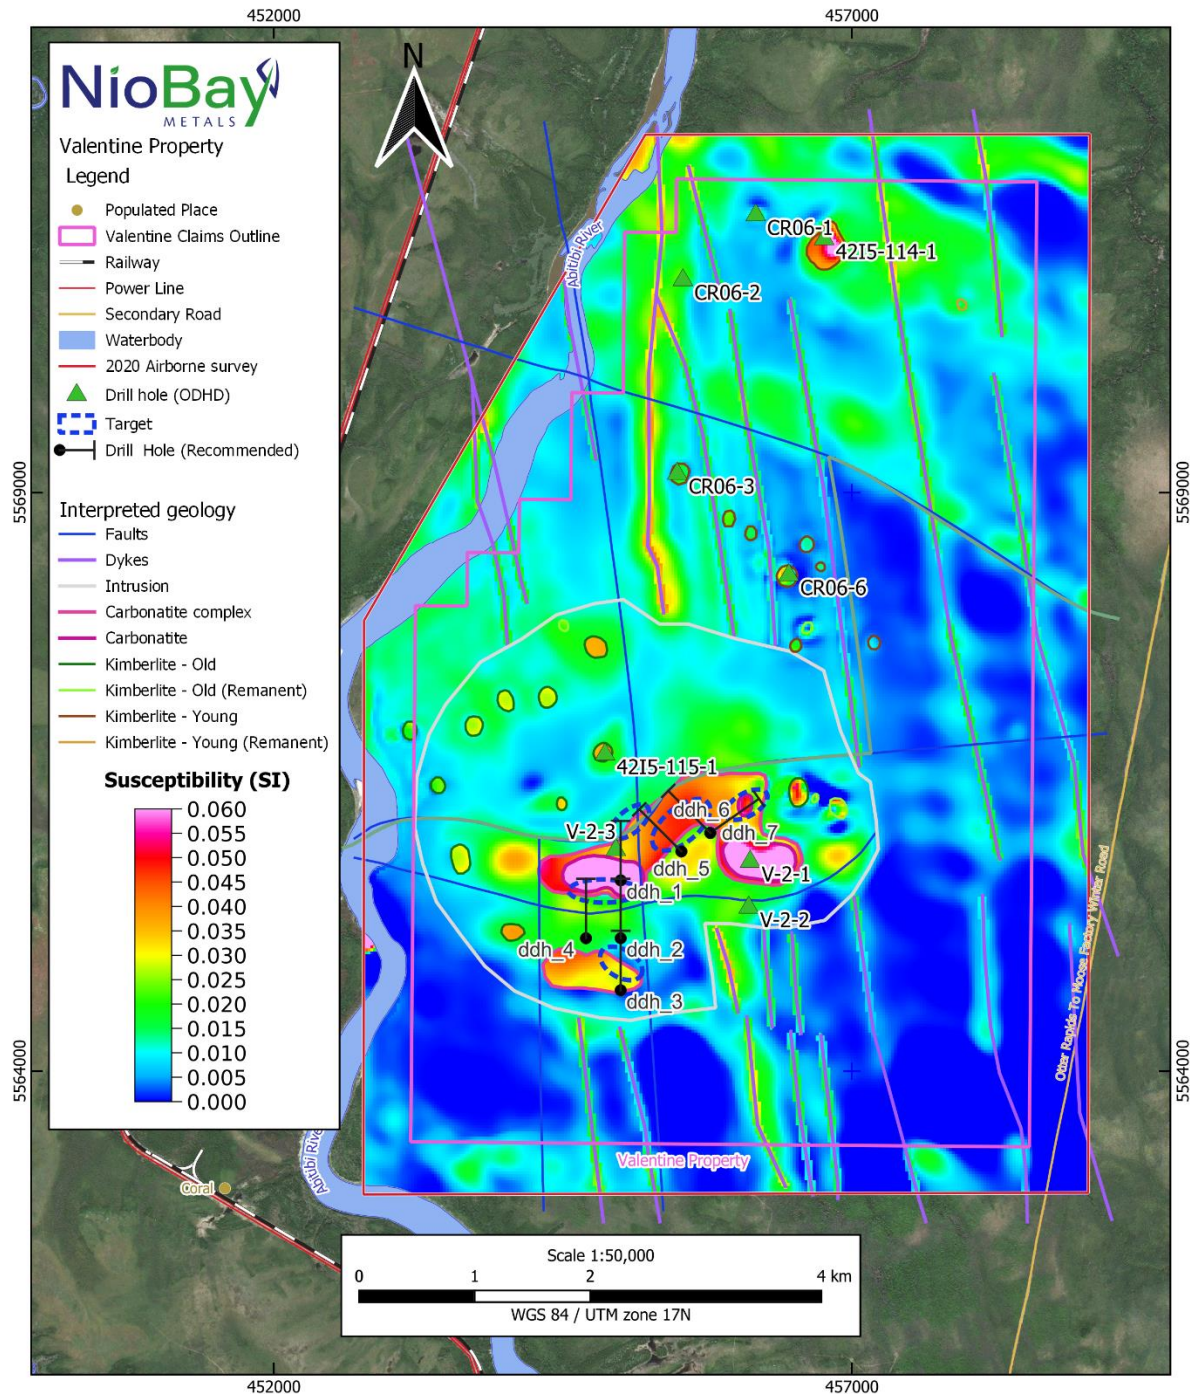 452000
457000
NioBay
METALS
Valentine Property
Legend
Populated Place
Valentine Claims Outline
Railway
Power Line
Secondary Road
Waterbody
2020 Airborne survey
Drill hole (ODHD)
Target
Drill Hole (Recommended)
Interpreted geology
Faults
Dykes
Intrusion
Carbonatite complex
Carbonatite
Kimberlite - Old
Kimberlite - Old (Remanent)
Kimberlite - Young
Kimberlite - Young (Remanent)
Susceptibility (SI)
0.060
0.055
0.050
0.045
0.040
0.035
0.030
0.025
0.020
0.015
0.010
0.005
0.000
N
Abitibi River
CR06-1
42I5-114-1
CR06-2
5569000
5569000
CR06-3
CR06-6
42I5-115-1
ddh_6
V-2-3
ddh_7
ddh_5
V-2-1
ddh_1
V-2-2
ddh_4
ddh_2
ddh_3
Otter Rapids To Moose Factory Winter Road
5564000
5564000
Valentine Property
Abitibi River
Coral
Scale 1:50,000
0 1 2 4 km
WGS 84 / UTM zone 17N
452000
457000